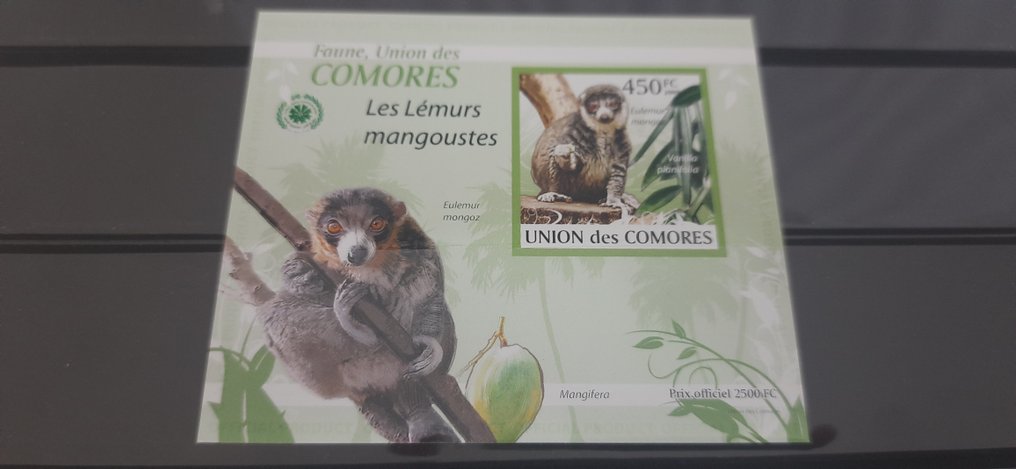 Faune, Union des
COMORES
Les Lémurs
mangoustes
450FC
Eulemur
Vanilla
planifolia
UNION des COMORES
Eulemur
mongoz
Mangifera
Prix officiel 2500 FC